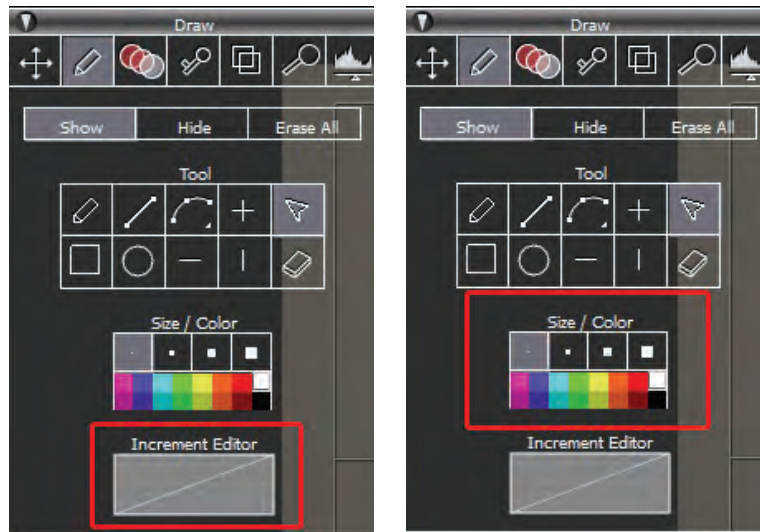 Draw
Show Hide Erase All
Tool
Size / Color
Increment Editor
Draw
Show Hide Erase All
Tool
Size / Color
Increment Editor